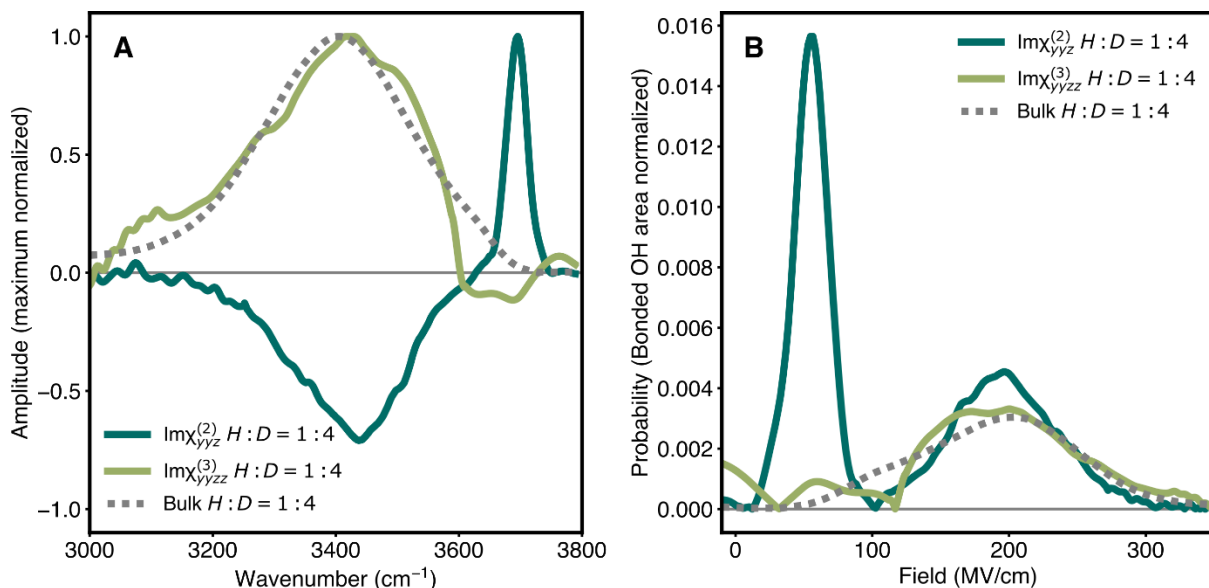 A
1.0
0.5
0.0
−0.5
−1.0
Amplitude (maximum normalized)
Imχ(2)yyz H : D = 1 : 4
Imχ(3)yyzz H : D = 1 : 4
Bulk H : D = 1 : 4
3000 3200 3400 3600 3800
Wavenumber (cm⁻¹)
B
0.016
0.014
0.012
0.010
0.008
0.006
0.004
0.002
0.000
Probability (Bonded OH area normalized)
Imχ(2)yyz H : D = 1 : 4
Imχ(3)yyzz H : D = 1 : 4
Bulk H : D = 1 : 4
0 100 200 300
Field (MV/cm)